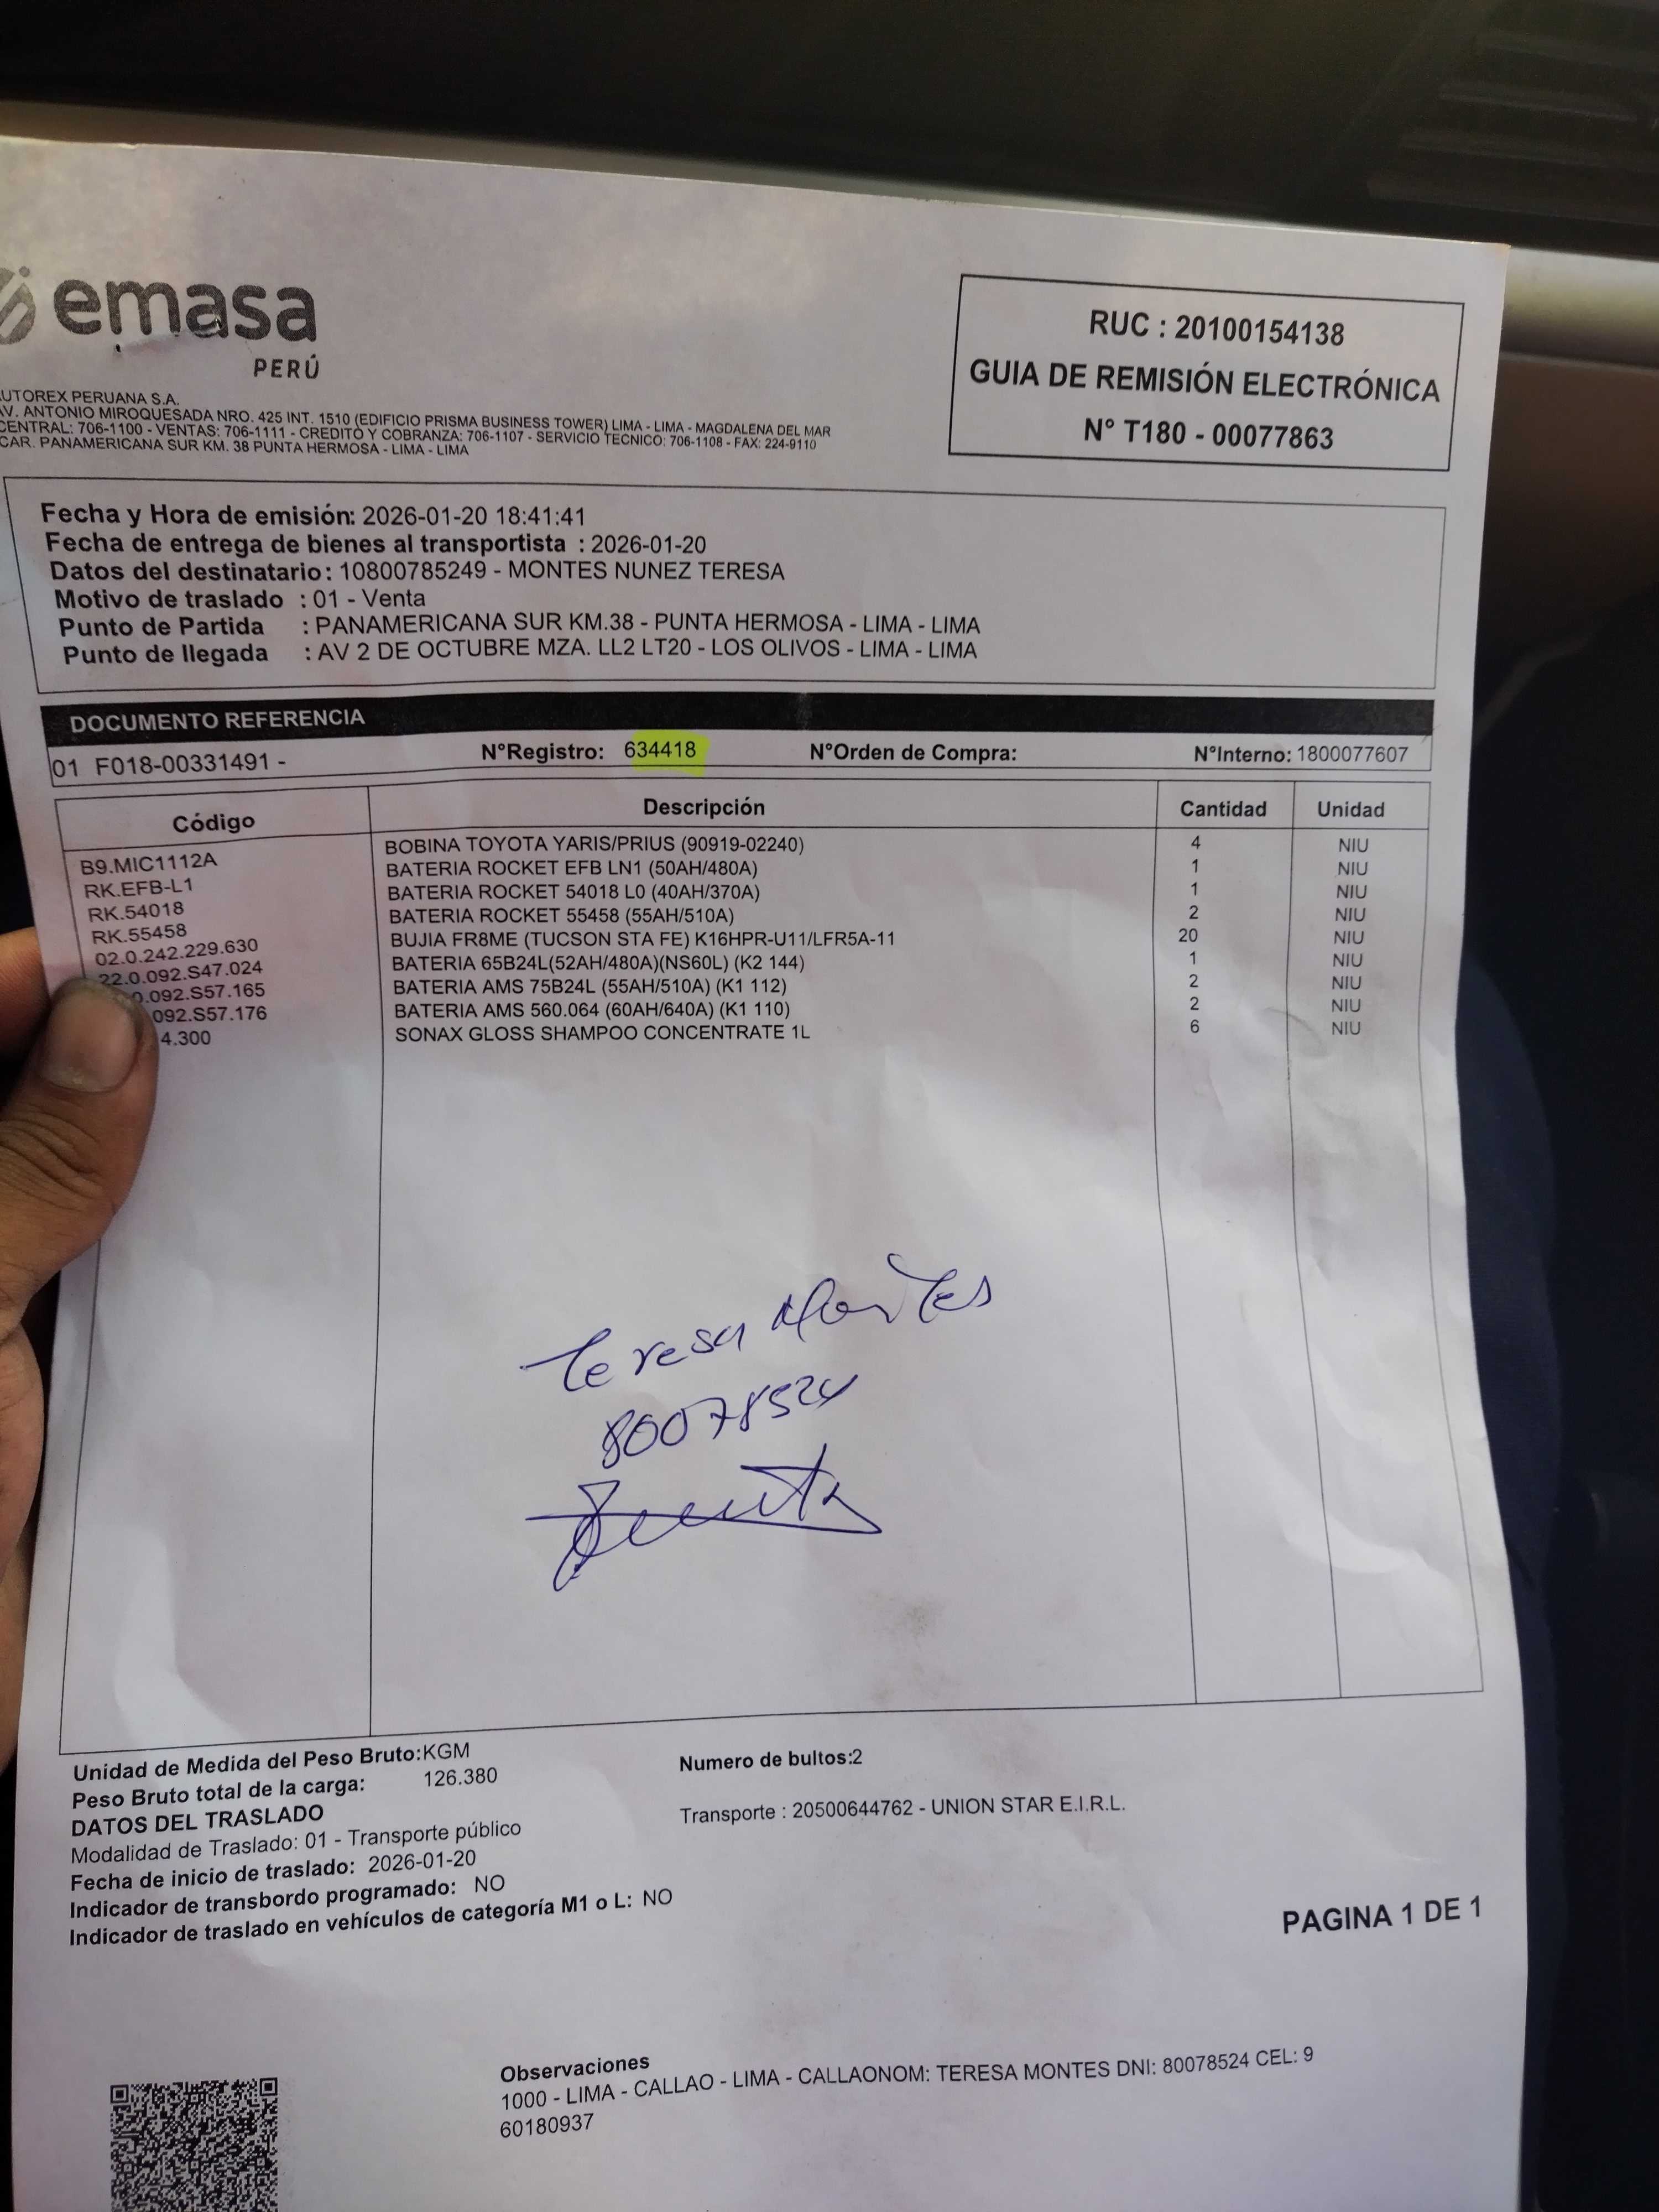 emasa
PERÚ
UTOREX PERUANA S.A.
AV. ANTONIO MIROQUESADA NRO. 425 INT. 1510 (EDIFICIO PRISMA BUSINESS TOWER) LIMA - LIMA - MAGDALENA DEL MAR
CENTRAL: 706-1100 - VENTAS: 706-1111 - CREDITO Y COBRANZA: 706-1107 - SERVICIO TECNICO: 706-1108 - FAX: 224-9110
CAR. PANAMERICANA SUR KM. 38 PUNTA HERMOSA - LIMA - LIMA
RUC : 20100154138
GUIA DE REMISIÓN ELECTRÓNICA
N° T180 - 00077863
Fecha y Hora de emisión: 2026-01-20 18:41:41
Fecha de entrega de bienes al transportista : 2026-01-20
Datos del destinatario: 10800785249 - MONTES NUNEZ TERESA
Motivo de traslado : 01 - Venta
Punto de Partida : PANAMERICANA SUR KM.38 - PUNTA HERMOSA - LIMA - LIMA
Punto de llegada : AV 2 DE OCTUBRE MZA. LL2 LT20 - LOS OLIVOS - LIMA - LIMA
DOCUMENTO REFERENCIA
01 F018-00331491 - N°Registro: 634418 N°Orden de Compra: N°Interno: 1800077607
Código Descripción Cantidad Unidad
B9.MIC1112A BOBINA TOYOTA YARIS/PRIUS (90919-02240) 4 NIU
RK.EFB-L1 BATERIA ROCKET EFB LN1 (50AH/480A) 1 NIU
RK.54018 BATERIA ROCKET 54018 L0 (40AH/370A) 1 NIU
RK.55458 BATERIA ROCKET 55458 (55AH/510A) 2 NIU
02.0.242.229.630 BUJIA FR8ME (TUCSON STA FE) K16HPR-U11/LFR5A-11 20 NIU
22.0.092.S47.024 BATERIA 65B24L(52AH/480A)(NS60L) (K2 144) 1 NIU
0.092.S57.165 BATERIA AMS 75B24L (55AH/510A) (K1 112) 2 NIU
092.S57.176 BATERIA AMS 560.064 (60AH/640A) (K1 110) 2 NIU
4.300 SONAX GLOSS SHAMPOO CONCENTRATE 1L 6 NIU
Teresa Montes
80078524
Unidad de Medida del Peso Bruto:KGM
Peso Bruto total de la carga: 126.380
Numero de bultos:2
DATOS DEL TRASLADO
Transporte : 20500644762 - UNION STAR E.I.R.L.
Modalidad de Traslado: 01 - Transporte público
Fecha de inicio de traslado: 2026-01-20
Indicador de transbordo programado: NO
Indicador de traslado en vehículos de categoría M1 o L: NO
PAGINA 1 DE 1
Observaciones
1000 - LIMA - CALLAO - LIMA - CALLAONOM: TERESA MONTES DNI: 80078524 CEL: 9
60180937